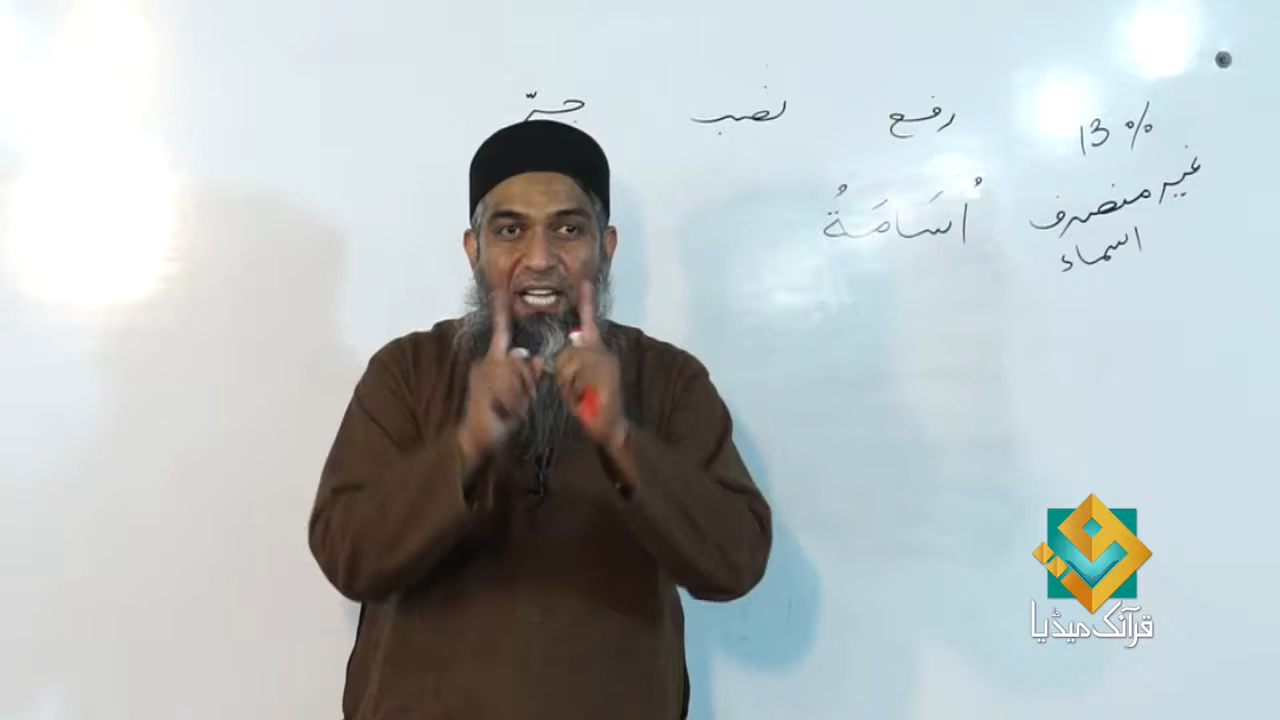 13 % رفع نصب جرّ
غیر منصرف اُسَامَةُ
اسماء
قرآنک میڈیا